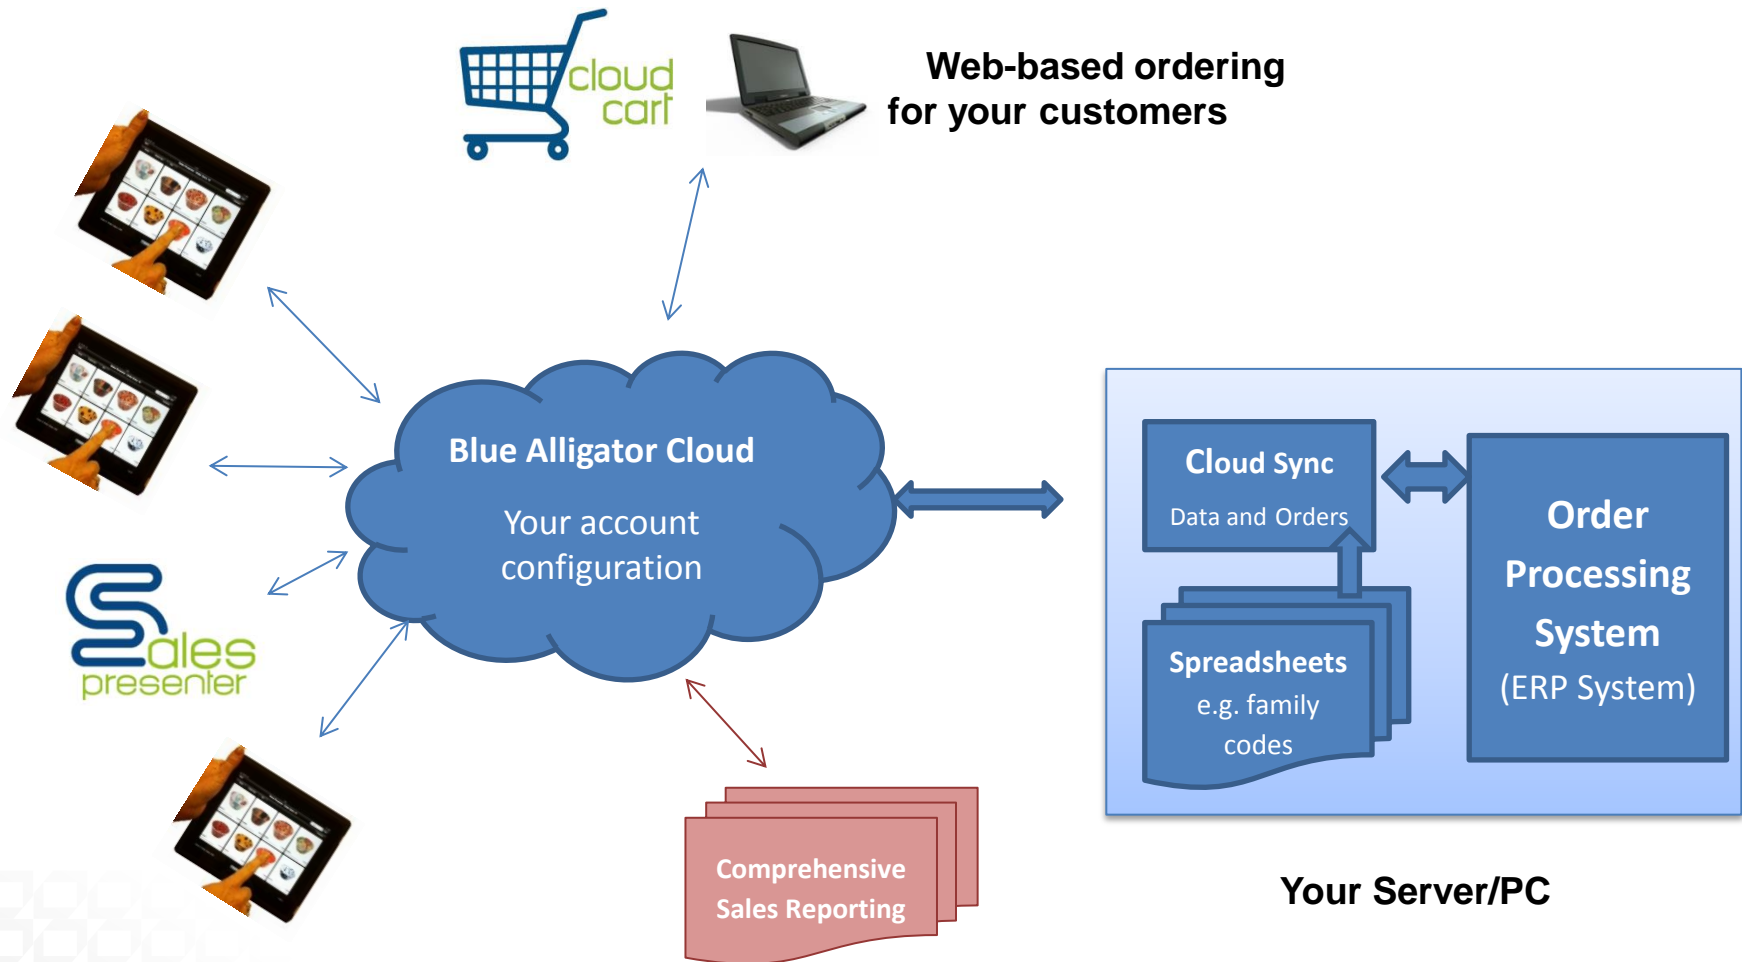 cloud
cart
Web-based ordering
for your customers
Blue Alligator Cloud
Your account
configuration
Sales
presenter
Cloud Sync
Data and Orders
Order
Processing
System
(ERP System)
Spreadsheets
e.g. family
codes
Comprehensive
Sales Reporting
Your Server/PC